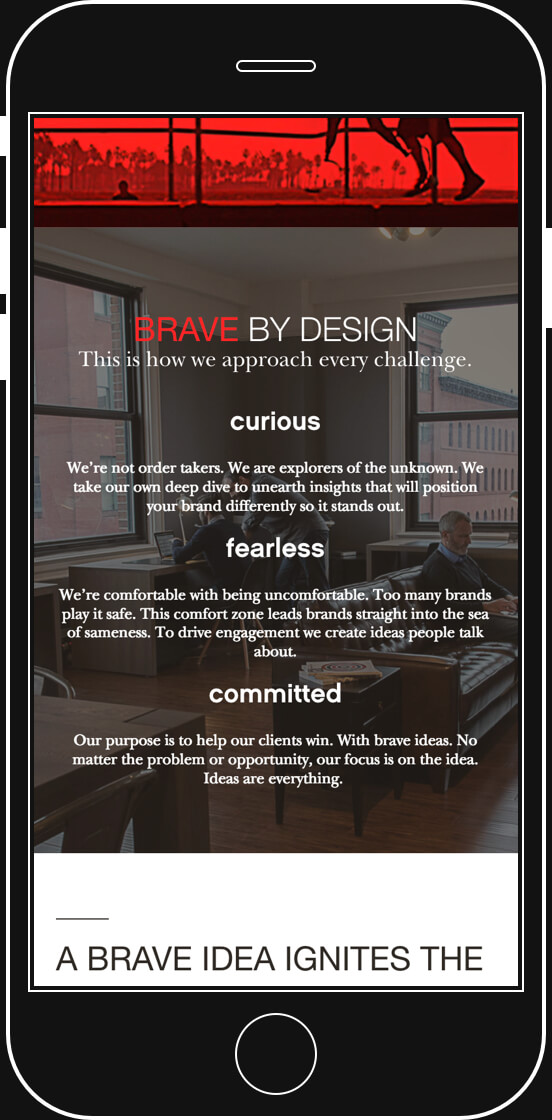 BRAVE BY DESIGN
This is how we approach every challenge.
curious
We're not order takers. We are explorers of the unknown. We
take our own deep dive to unearth insights that will position
your brand differently so it stands out.
fearless
We're comfortable with being uncomfortable. Too many brands
play it safe. This comfort zone leads brands straight into the sea
of sameness. To drive engagement we create ideas people talk
about.
committed
Our purpose is to help our clients win. With brave ideas. No
matter the problem or opportunity, our focus is on the idea.
Ideas are everything.
A BRAVE IDEA IGNITES THE